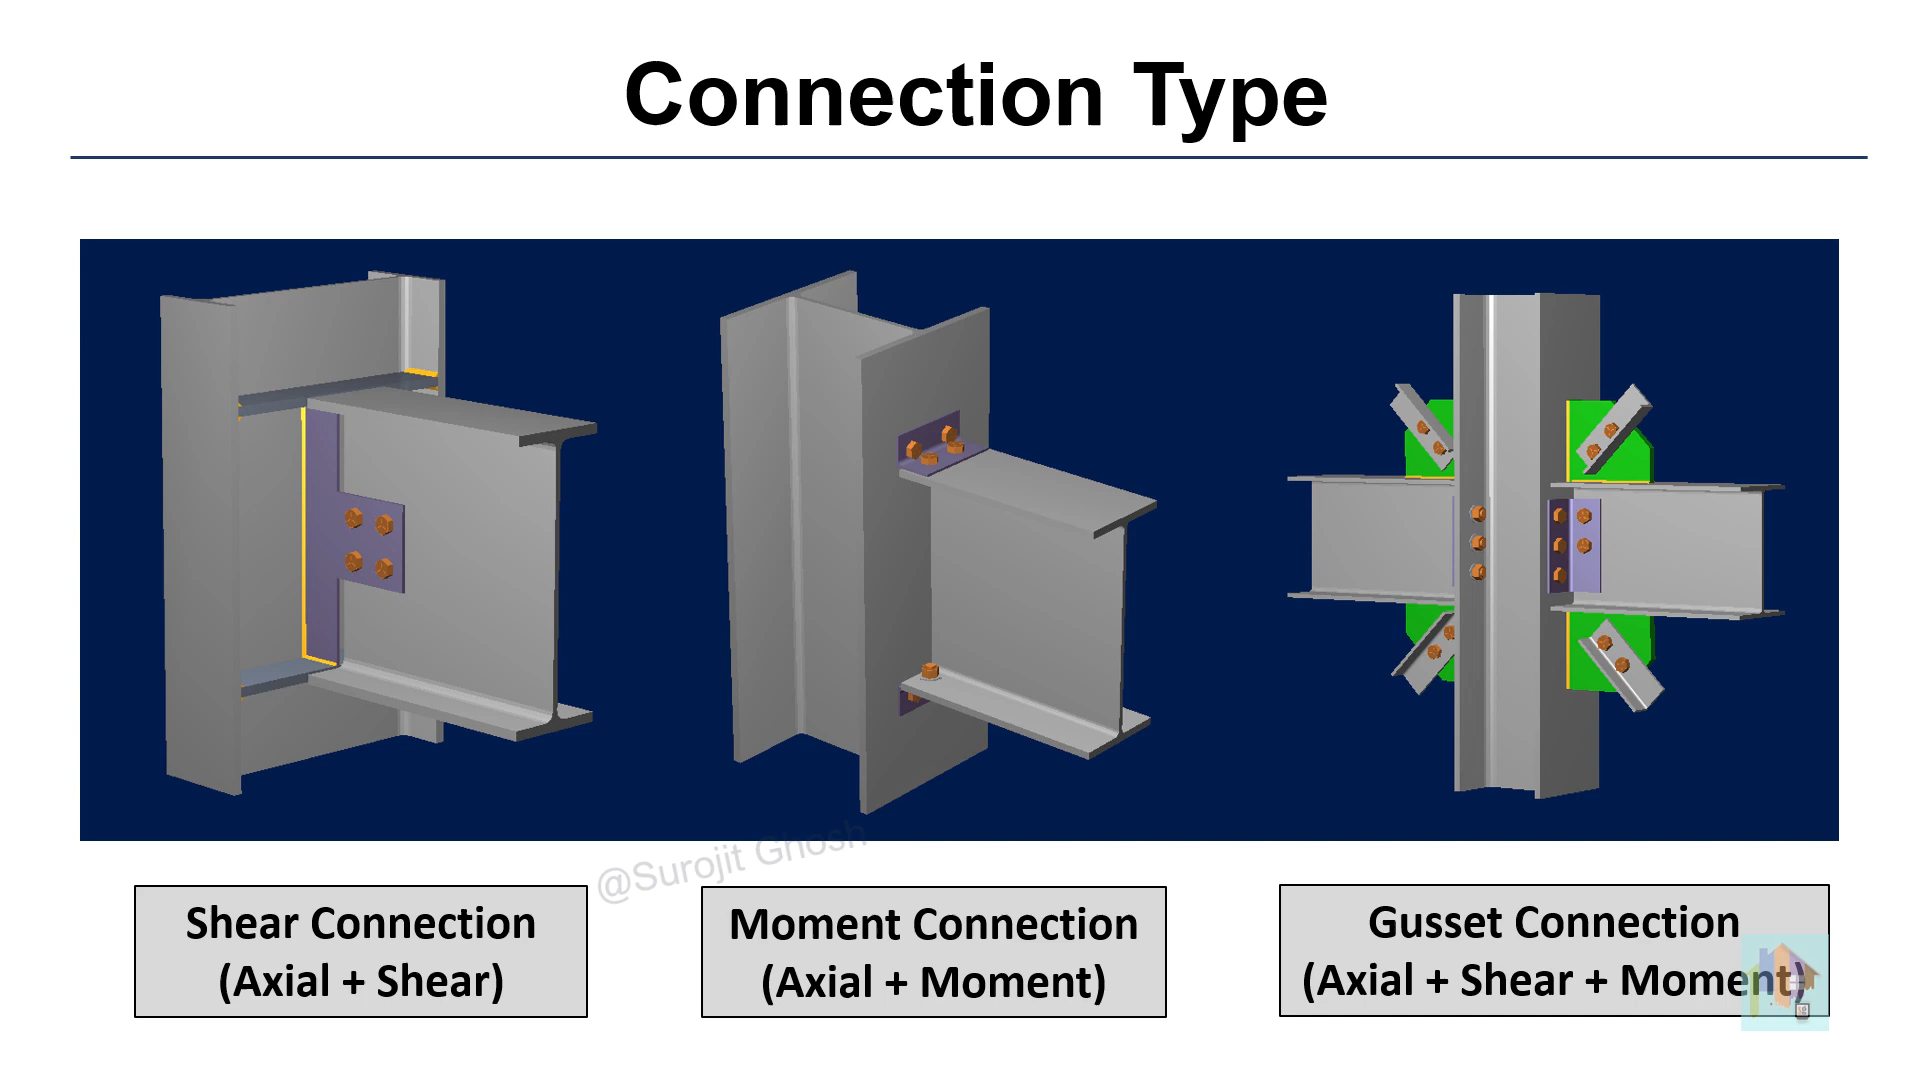 Connection Type
@Surojit Ghosh
Shear Connection
(Axial + Shear)
Moment Connection
(Axial + Moment)
Gusset Connection
(Axial + Shear + Moment)